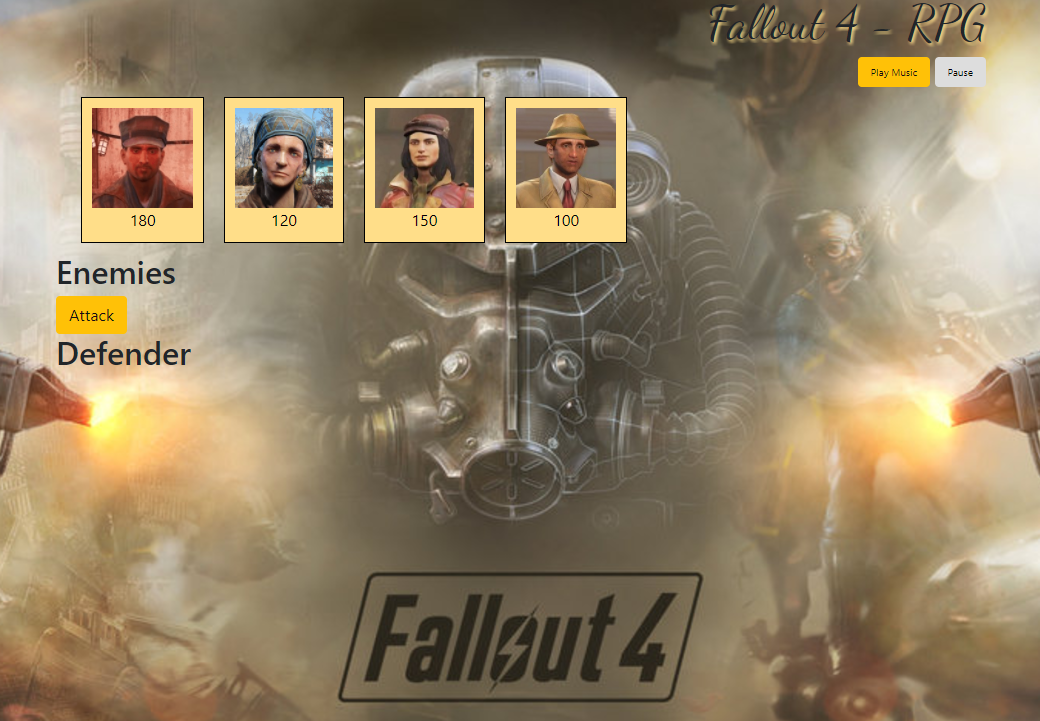 Fallout 4 - RPG
Play Music Pause
180 120 150 100
Enemies
Attack
Defender
Fallout 4